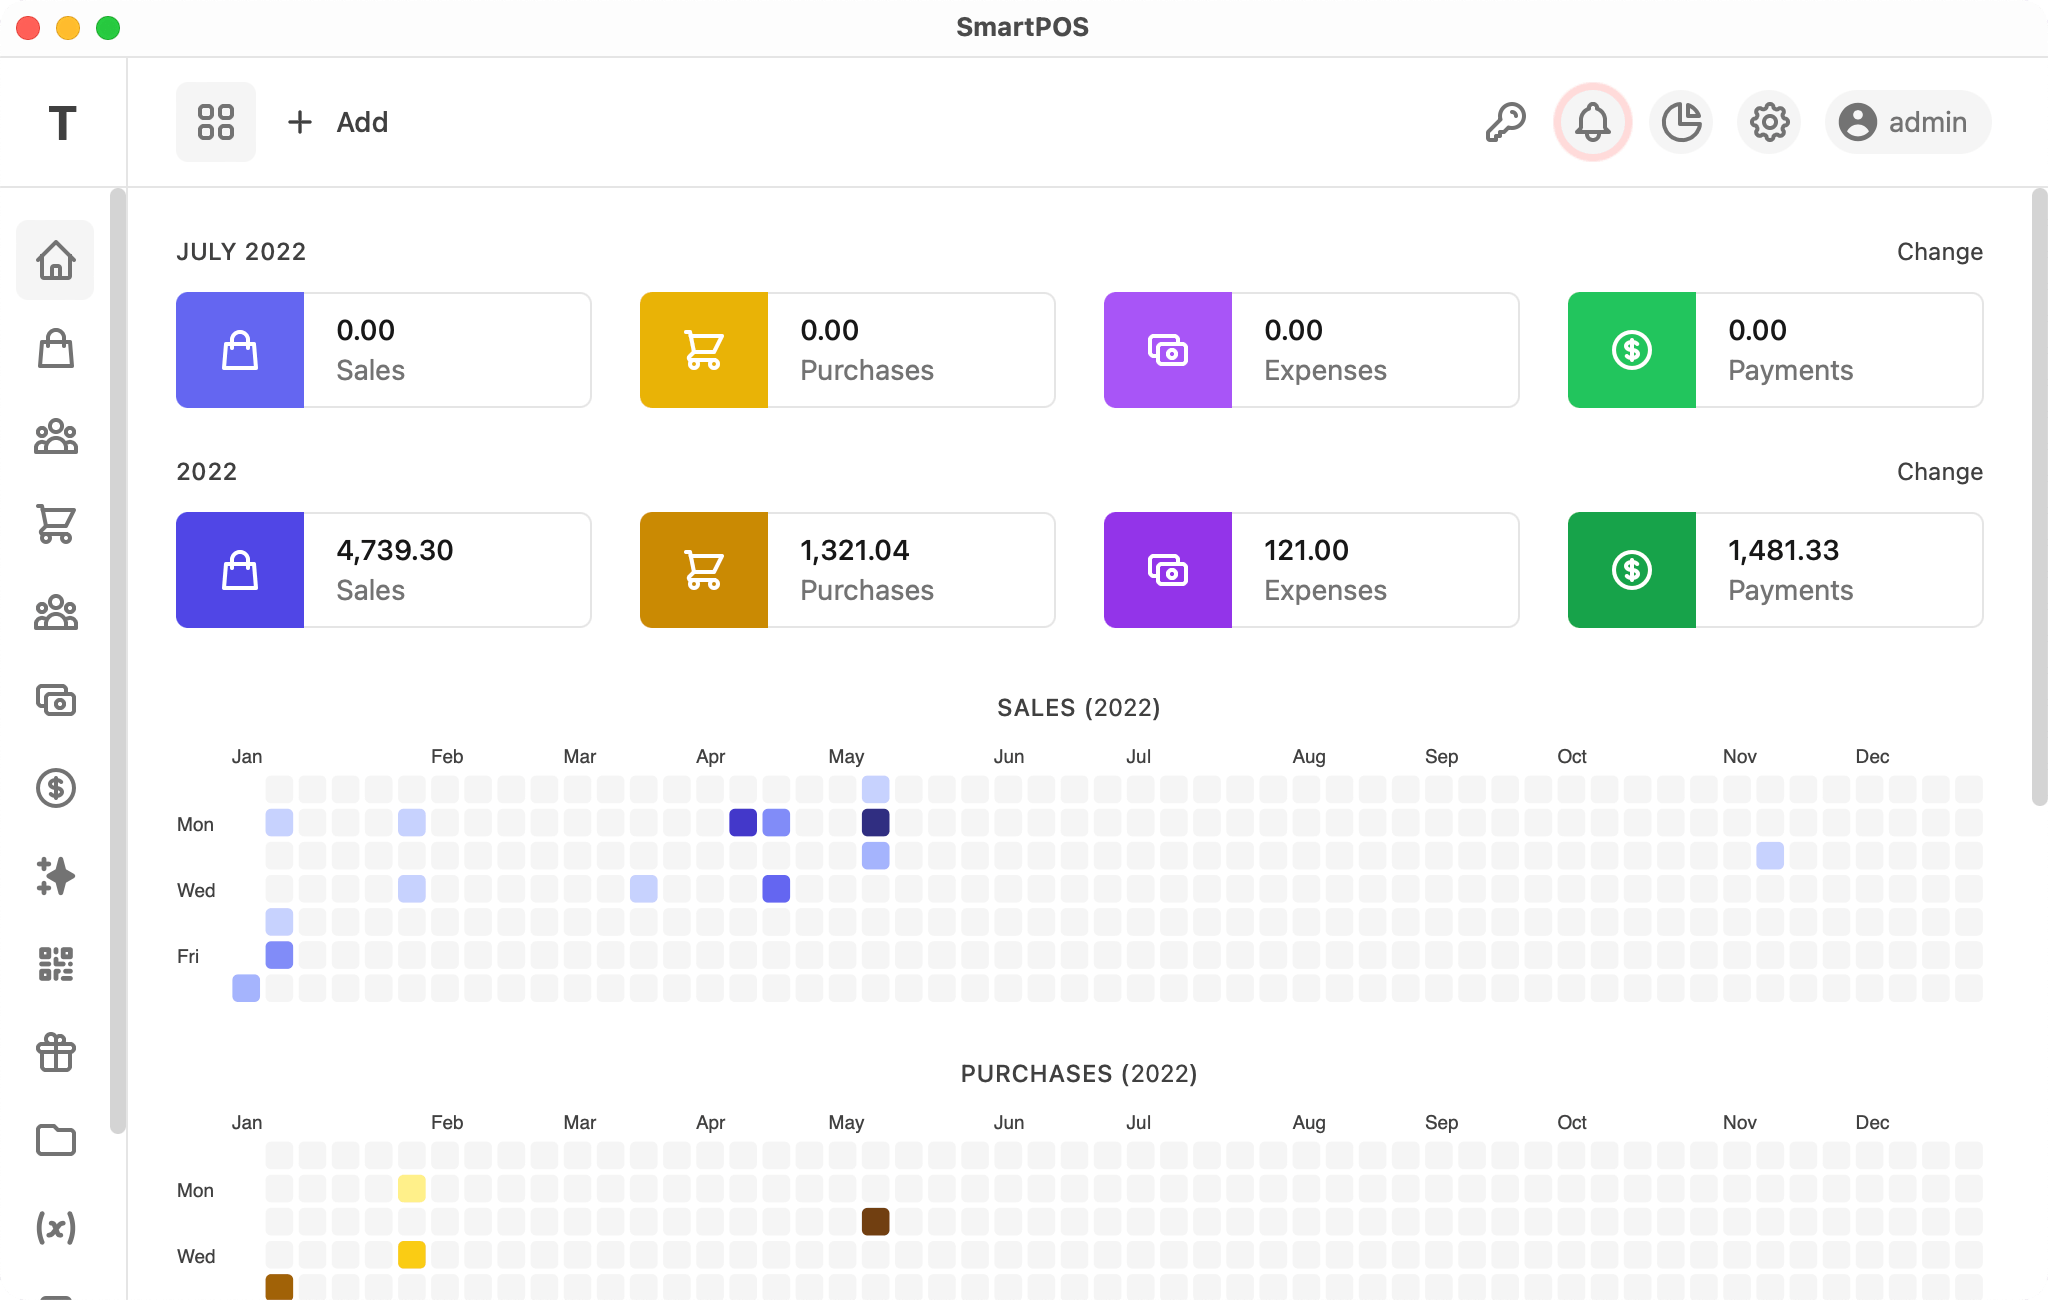 SmartPOS
T
Add
admin
JULY 2022
Change
0.00
Sales
0.00
Purchases
0.00
Expenses
0.00
Payments
2022
Change
4,739.30
Sales
1,321.04
Purchases
121.00
Expenses
1,481.33
Payments
SALES (2022)
Jan Feb Mar Apr May Jun Jul Aug Sep Oct Nov Dec
Mon
Wed
Fri
PURCHASES (2022)
Jan Feb Mar Apr May Jun Jul Aug Sep Oct Nov Dec
Mon
Wed